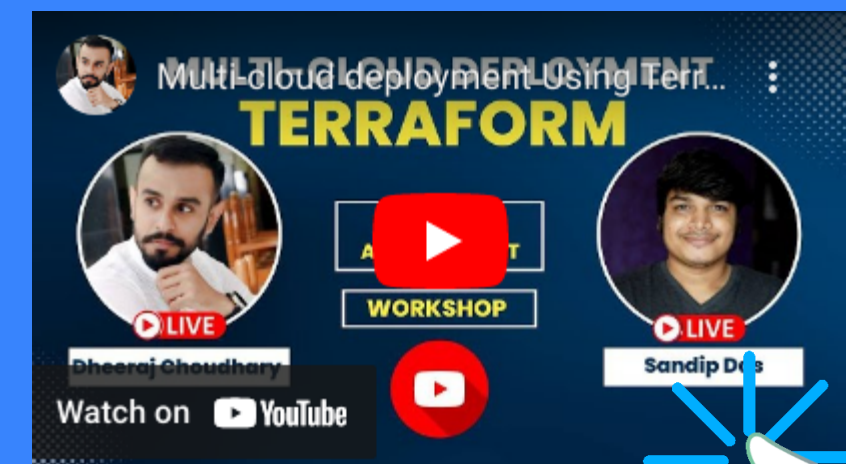 MULTI-CLOUD DEPLOYMENT
Multi-cloud deployment Using Terr...
TERRAFORM
A T
WORKSHOP
LIVE
LIVE
Dheeraj Choudhary
Sandip Das
Watch on YouTube